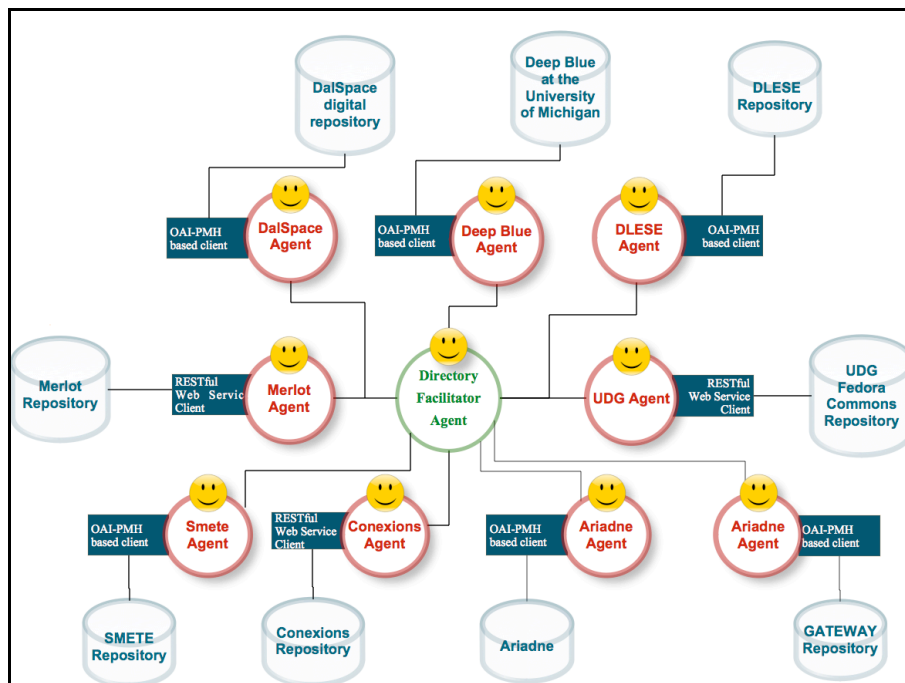 DalSpace
digital
repository
Deep Blue
at the
University
of Michigan
DLESE
Repository
OAI-PMH
based client
DalSpace
Agent
OAI-PMH
based client
Deep Blue
Agent
DLESE
Agent
OAI-PMH
based client
Merlot
Repository
RESTful
Web Service
Client
Merlot
Agent
Directory
Facilitator
Agent
UDG Agent
RESTful
Web Service
Client
UDG
Fedora
Commons
Repository
OAI-PMH
based client
Smete
Agent
RESTful
Web Service
Client
Conexions
Agent
OAI-PMH
based client
Ariadne
Agent
Ariadne
Agent
OAI-PMH
based client
SMETE
Repository
Conexions
Repository
Ariadne
GATEWAY
Repository